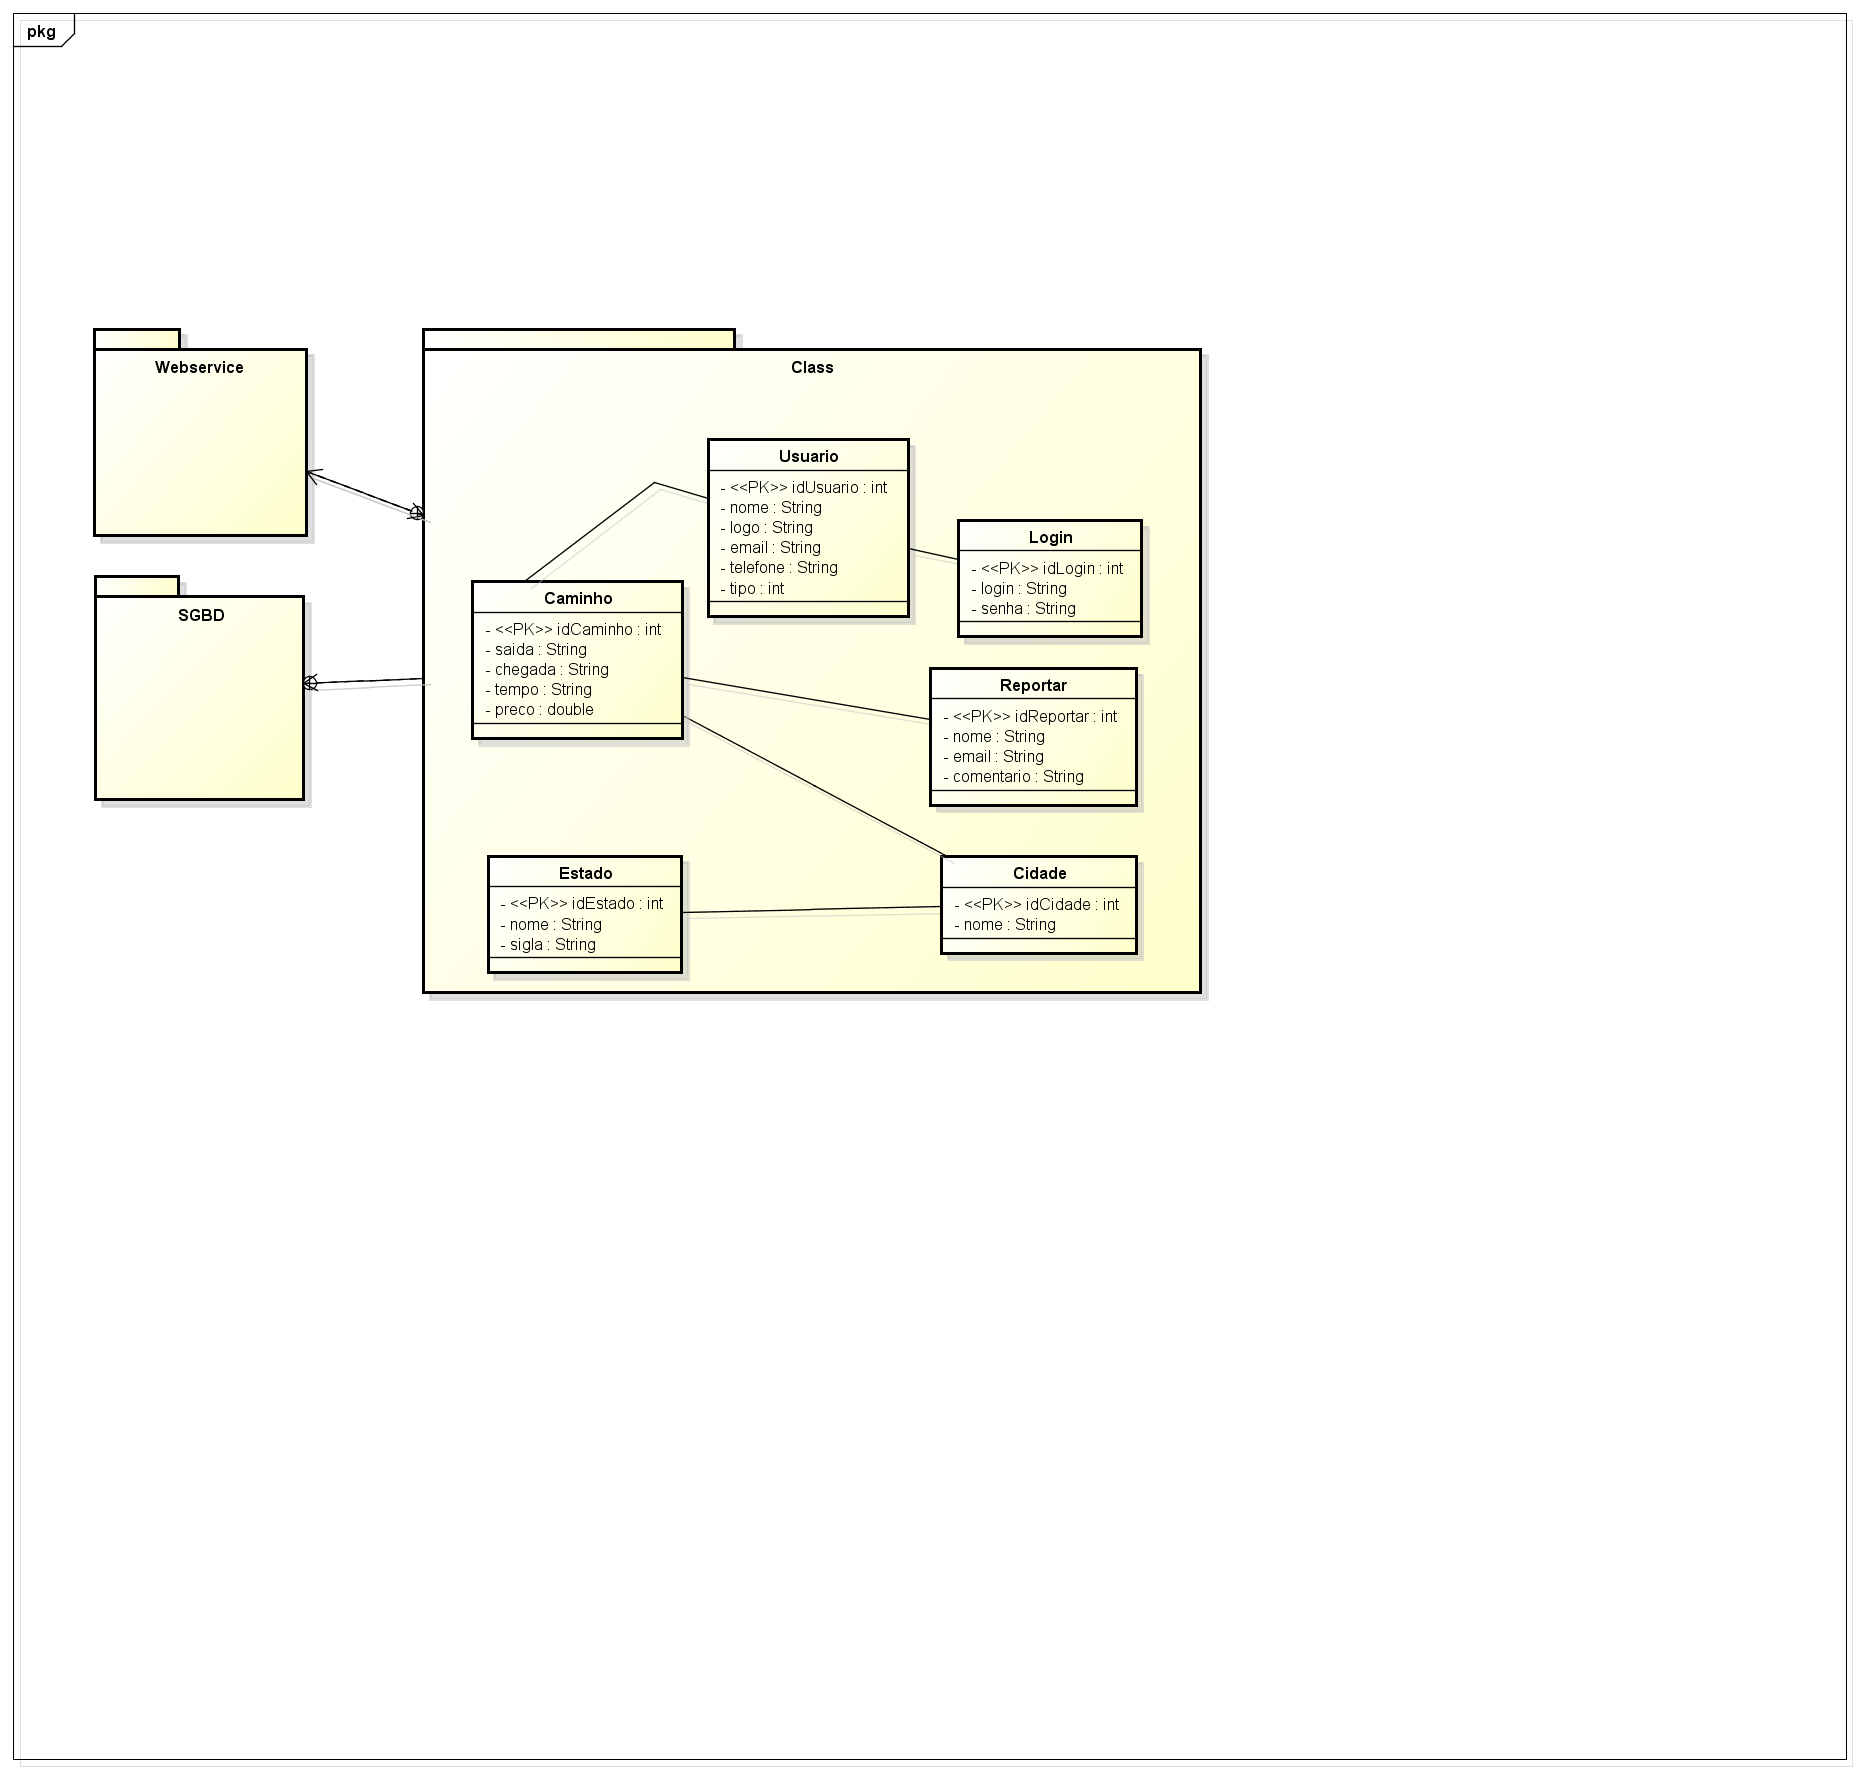 pkg
Webservice
SGBD
Class
Usuario
- <<PK>> idUsuario : int
- nome : String
- logo : String
- email : String
- telefone : String
- tipo : int
Login
- <<PK>> idLogin : int
- login : String
- senha : String
Caminho
- <<PK>> idCaminho : int
- saida : String
- chegada : String
- tempo : String
- preco : double
Reportar
- <<PK>> idReportar : int
- nome : String
- email : String
- comentario : String
Estado
- <<PK>> idEstado : int
- nome : String
- sigla : String
Cidade
- <<PK>> idCidade : int
- nome : String